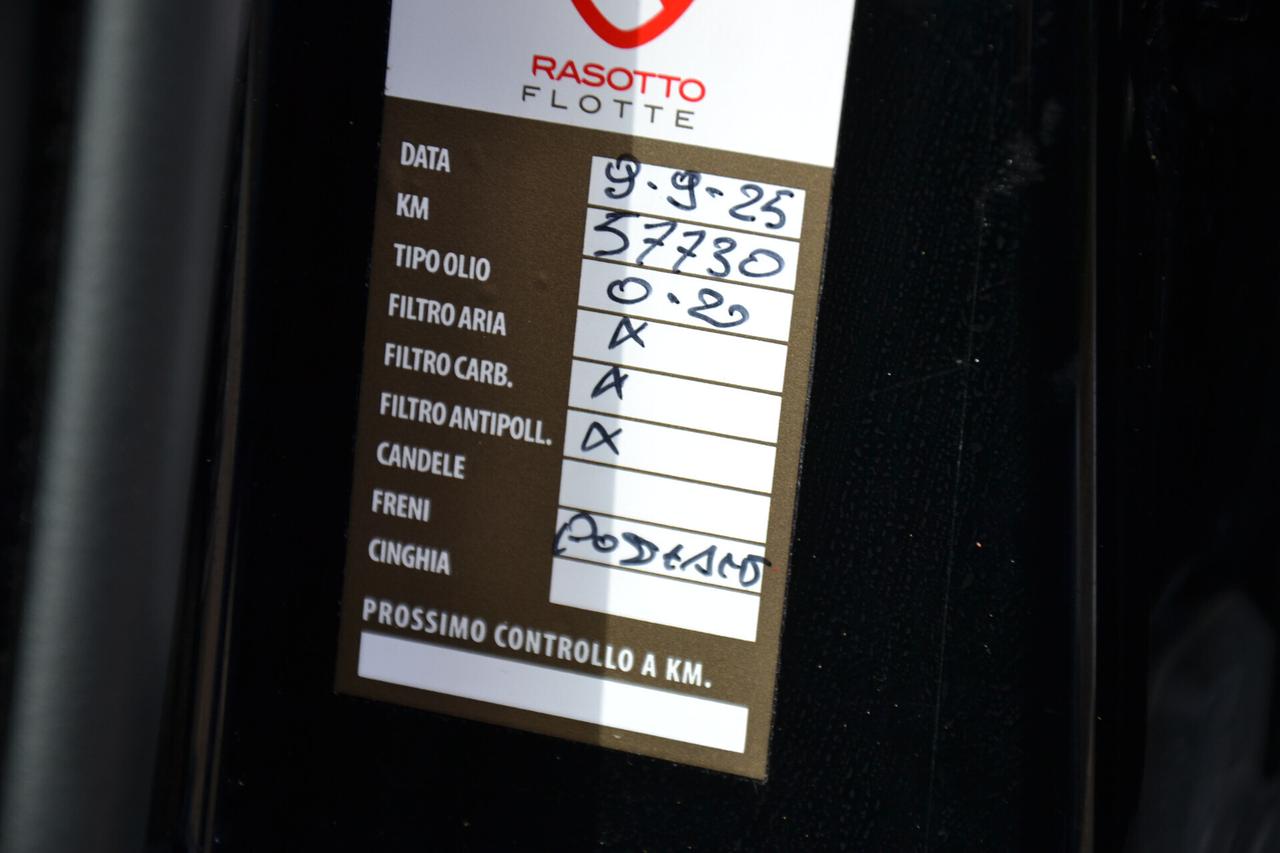 RASOTTO
FLOTTE
DATA 9.9-25
KM 57730
TIPO OLIO 0.20
FILTRO ARIA X
FILTRO CARB. X
FILTRO ANTIPOLL. X
CANDELE
FRENI
CINGHIA
PROSSIMO CONTROLLO A KM.